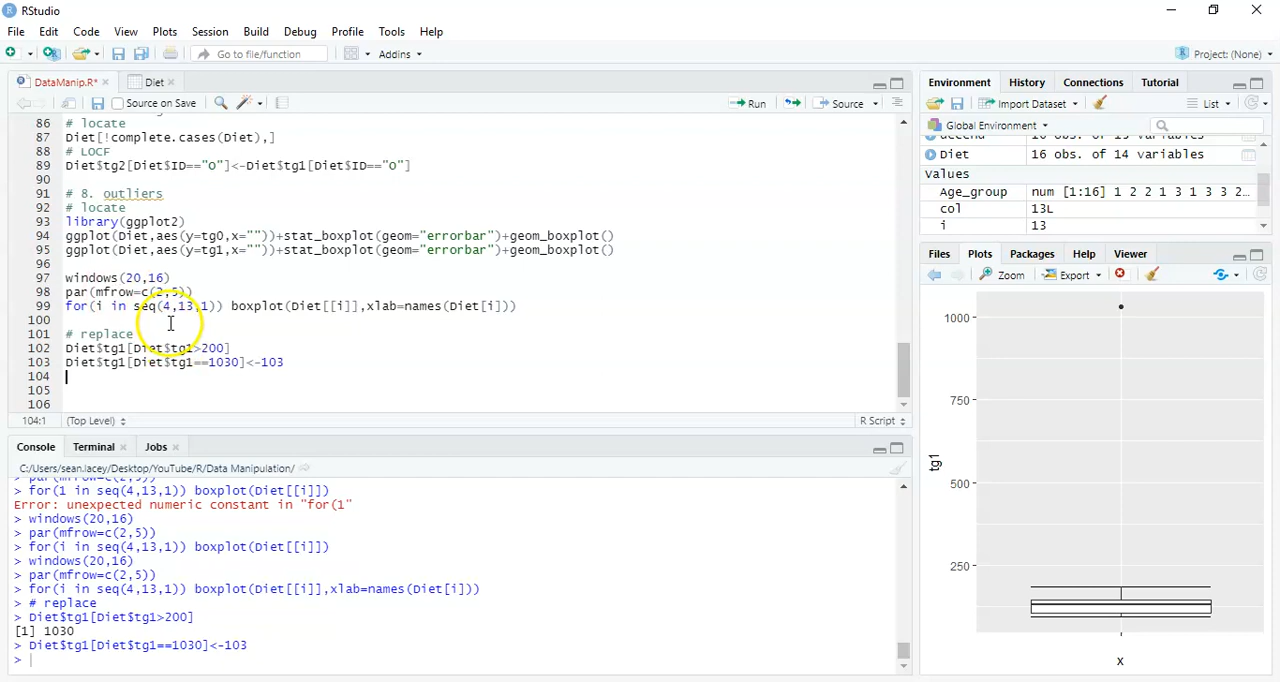 RStudio
File Edit Code View Plots Session Build Debug Profile Tools Help
Go to file/function Addins Project: (None)
DataManip.R* Diet
Source on Save Run Source
86 # locate
87 Diet[!complete.cases(Diet),]
88 # LOCF
89 Diet$tg2[Diet$ID=="O"]<-Diet$tg1[Diet$ID=="O"]
90
91 # 8. outliers
92 # locate
93 library(ggplot2)
94 ggplot(Diet,aes(y=tg0,x=""))+stat_boxplot(geom="errorbar")+geom_boxplot()
95 ggplot(Diet,aes(y=tg1,x=""))+stat_boxplot(geom="errorbar")+geom_boxplot()
96
97 windows(20,16)
98 par(mfrow=c(2,5))
99 for(i in seq(4,13,1)) boxplot(Diet[[i]],xlab=names(Diet[i]))
100
101 # replace
102 Diet$tg1[Diet$tg1>200]
103 Diet$tg1[Diet$tg1==1030]<-103
104
105
106
104:1 (Top Level) R Script
Console Terminal Jobs
C:/Users/sean.lacey/Desktop/YouTube/R/Data Manipulation/
> par(mfrow=c(2,5))
> for(1 in seq(4,13,1)) boxplot(Diet[[i]])
Error: unexpected numeric constant in "for(1"
> windows(20,16)
> par(mfrow=c(2,5))
> for(i in seq(4,13,1)) boxplot(Diet[[i]])
> windows(20,16)
> par(mfrow=c(2,5))
> for(i in seq(4,13,1)) boxplot(Diet[[i]],xlab=names(Diet[i]))
> # replace
> Diet$tg1[Diet$tg1>200]
[1] 1030
> Diet$tg1[Diet$tg1==1030]<-103
>
Environment History Connections Tutorial
Import Dataset List
Global Environment
Diet 16 obs. of 14 variables
Values
Age_group num [1:16] 1 2 2 1 3 1 3 3 2…
col 13L
i 13
Files Plots Packages Help Viewer
Zoom Export
1000
750
500
250
tg1
x